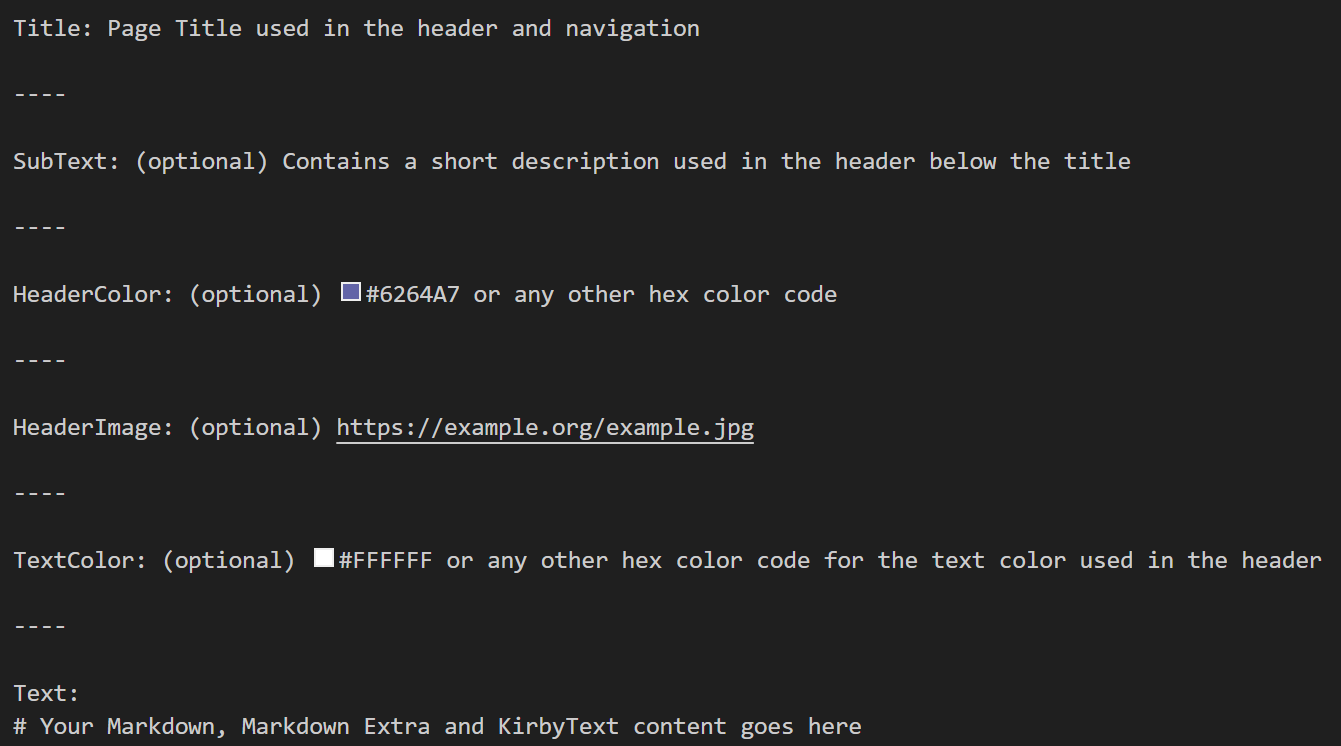 Title: Page Title used in the header and navigation
----
SubText: (optional) Contains a short description used in the header below the title
----
HeaderColor: (optional) #6264A7 or any other hex color code
----
HeaderImage: (optional) https://example.org/example.jpg
----
TextColor: (optional) #FFFFFF or any other hex color code for the text color used in the header
----
Text:
# Your Markdown, Markdown Extra and KirbyText content goes here